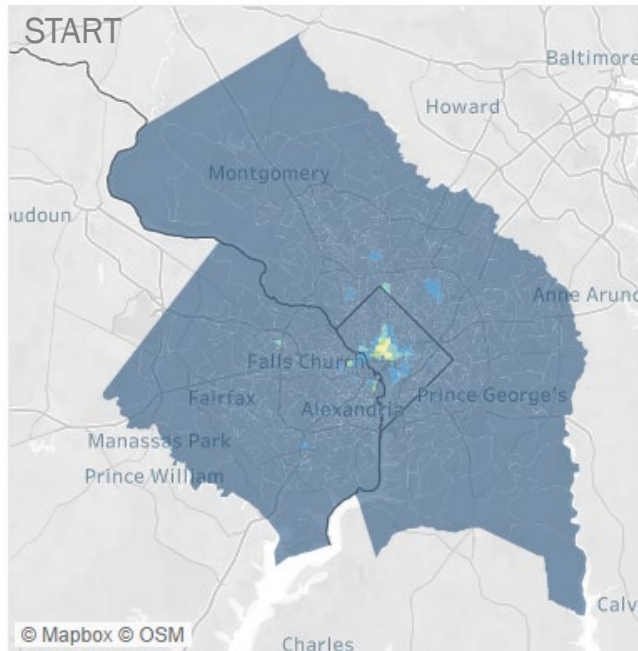 START
Baltimore
Howard
Montgomery
oudoun
Anne Arund
Falls Church
Fairfax
Prince George's
Alexandria
Manassas Park
Prince William
Calv
© Mapbox © OSM
Charles